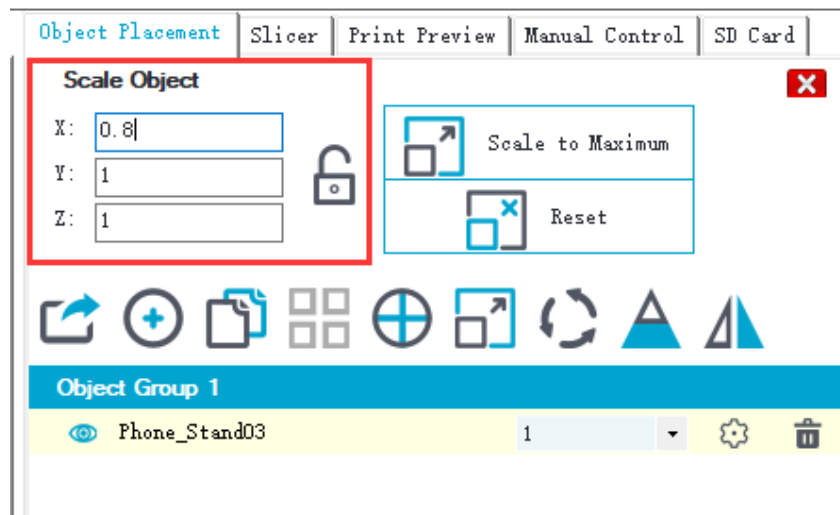 Object Placement Slicer Print Preview Manual Control SD Card
Scale Object
X: 0.8
Y: 1
Z: 1
Scale to Maximum
Reset
Object Group 1
Phone_Stand03 1